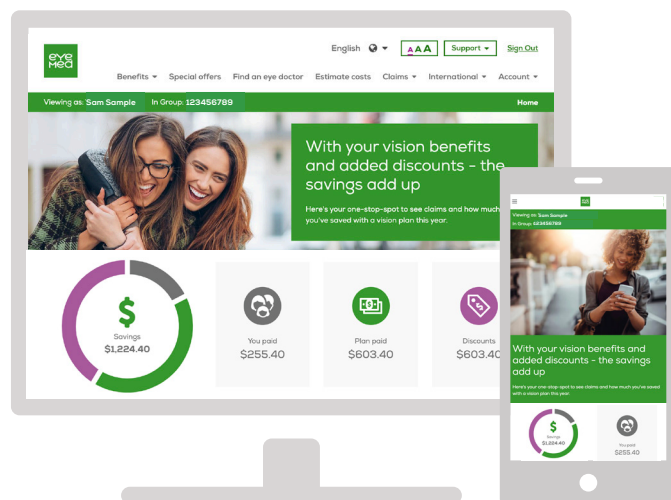 eye
med
English
AAA
Support
Sign Out
Benefits
Special offers
Find an eye doctor
Estimate costs
Claims
International
Account
Viewing as: Sam Sample In Group: 123456789
Home
With your vision benefits
and added discounts - the
savings add up
Here's your one-stop-spot to see claims and how much
you've saved with a vision plan this year.
$
Savings
$1,224.40
You paid
$255.40
Plan paid
$603.40
Discounts
$603.40
Viewing as: Sam Sample
In Group: 123456789
With your vision benefits and
added discounts - the savings
add up
Here's your one-stop-spot to see claims and how much you've saved
with a vision plan this year.
$
Savings
$1,224.40
You paid
$255.40